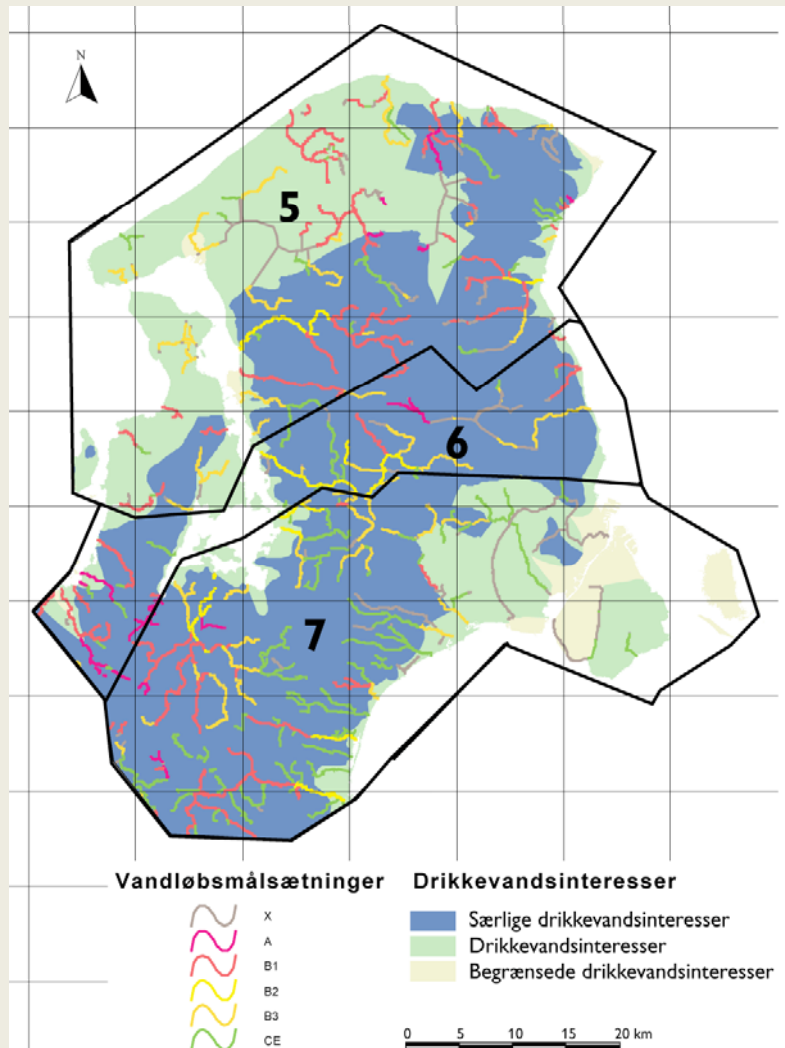 N
5
6
7
Vandløbsmålsætninger
X
A
B1
B2
B3
CE
Drikkevandsinteresser
Særlige drikkevandsinteresser
Drikkevandsinteresser
Begrænsede drikkevandsinteresser
0 5 10 15 20 km